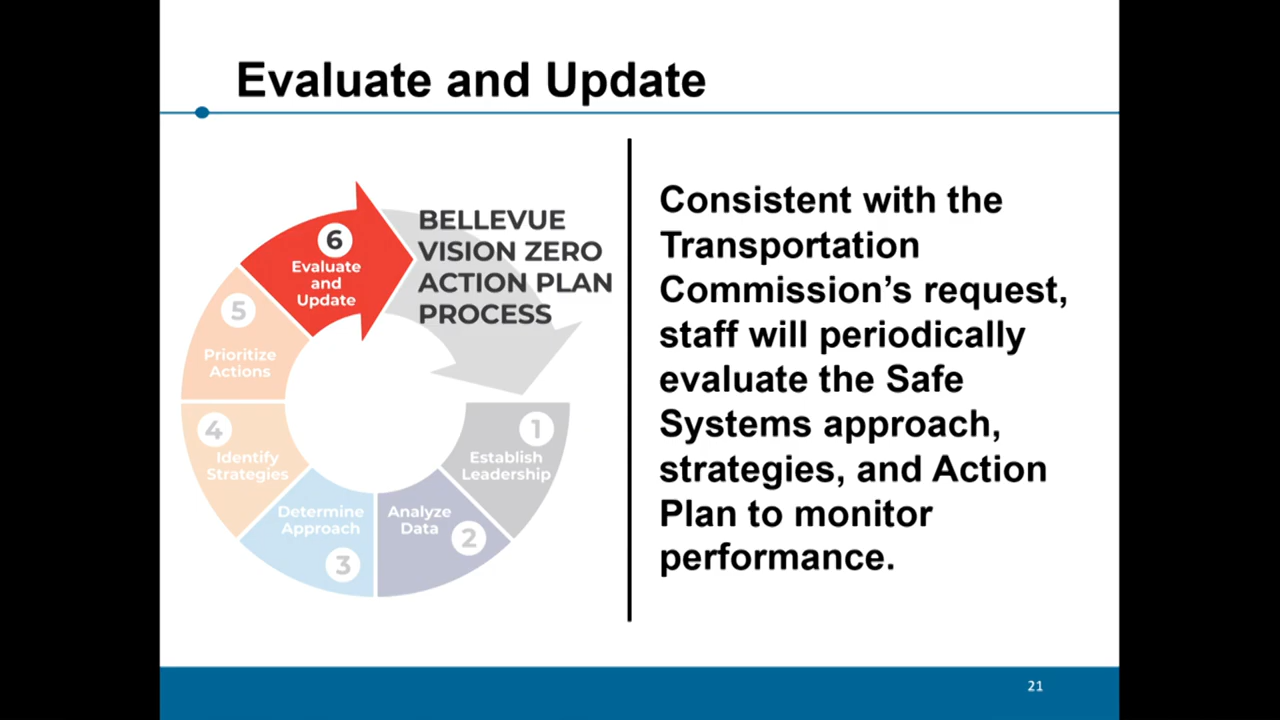 Evaluate and Update
BELLEVUE
VISION ZERO
ACTION PLAN
PROCESS
1
Establish
Leadership
2
Analyze
Data
3
Determine
Approach
4
Identify
Strategies
5
Prioritize
Actions
6
Evaluate
and
Update
Consistent with the
Transportation
Commission’s request,
staff will periodically
evaluate the Safe
Systems approach,
strategies, and Action
Plan to monitor
performance.
21